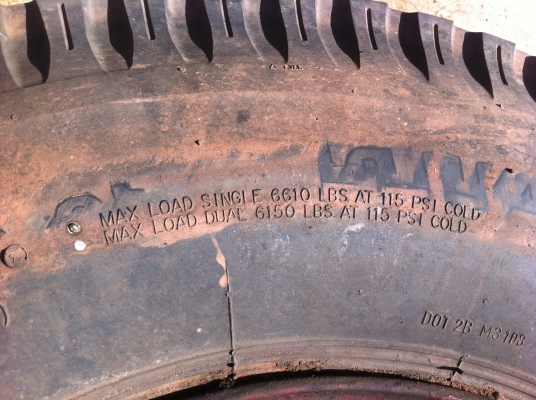 MAX LOAD SINGLE 6610 LBS. AT 115 PSI COLD
MAX LOAD DUAL 6150 LBS. AT 115 PSI COLD
DOT 2B M3